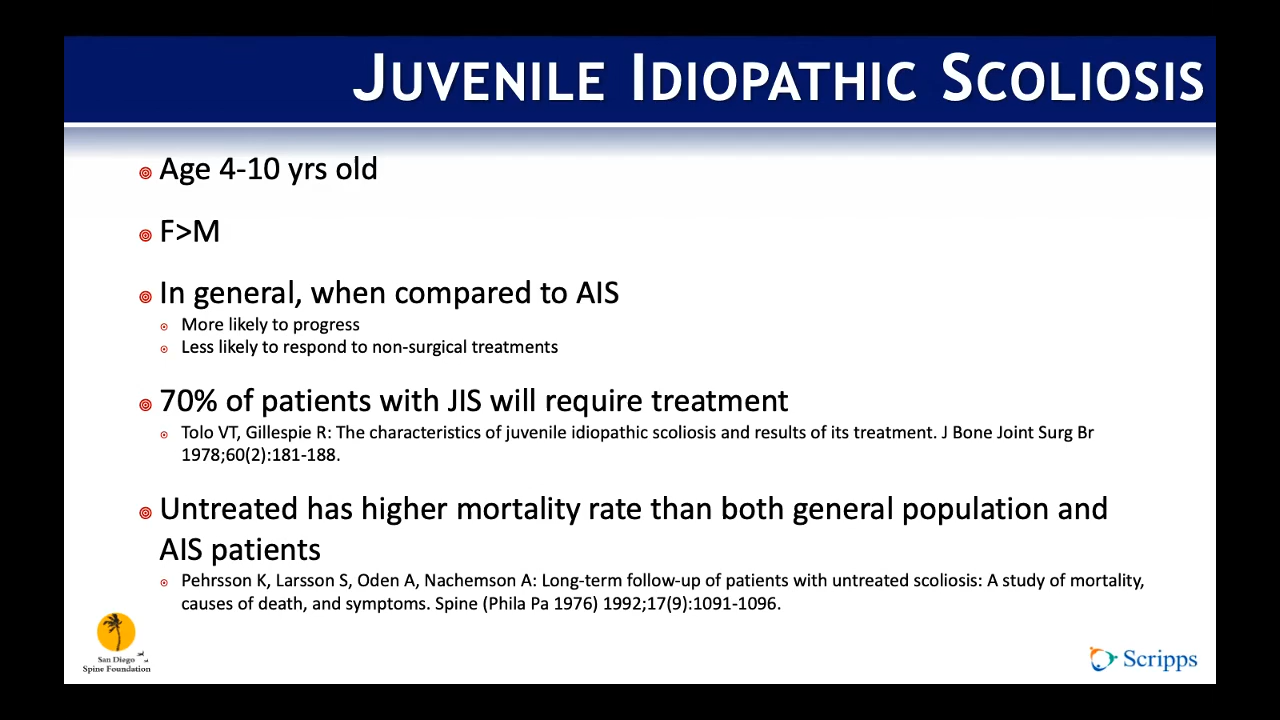 JUVENILE IDIOPATHIC SCOLIOSIS
Age 4-10 yrs old
F>M
In general, when compared to AIS
More likely to progress
Less likely to respond to non-surgical treatments
70% of patients with JIS will require treatment
Tolo VT, Gillespie R: The characteristics of juvenile idiopathic scoliosis and results of its treatment. J Bone Joint Surg Br
1978;60(2):181-188.
Untreated has higher mortality rate than both general population and
AIS patients
Pehrsson K, Larsson S, Oden A, Nachemson A: Long-term follow-up of patients with untreated scoliosis: A study of mortality,
causes of death, and symptoms. Spine (Phila Pa 1976) 1992;17(9):1091-1096.
San Diego
Spine Foundation
Scripps